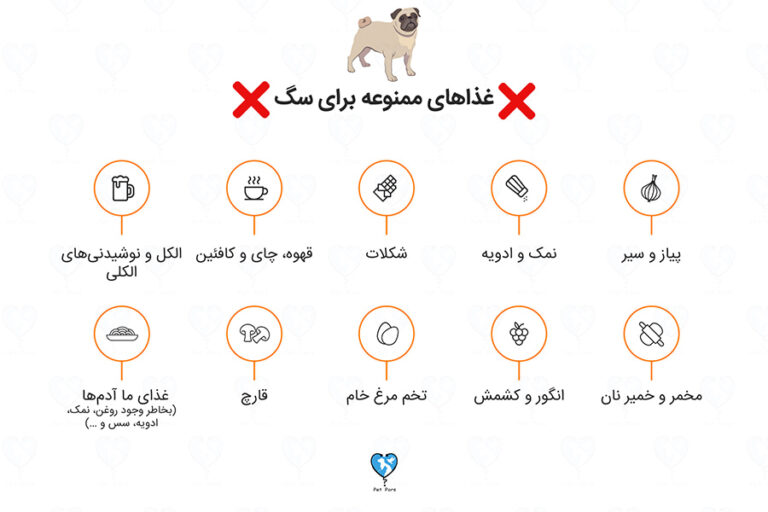 غذاهای ممنوعه برای سگ
پیاز و سیر
نمک و ادویه
شکلات
قهوه، چای و کافئین
الکل و نوشیدنی‌های
الکلی
مخمر و خمیر نان
انگور و کشمش
تخم مرغ خام
قارچ
غذای ما آدم‌ها
(بخاطر وجود روغن، نمک،
ادویه، سس و ...)
Pet Pors